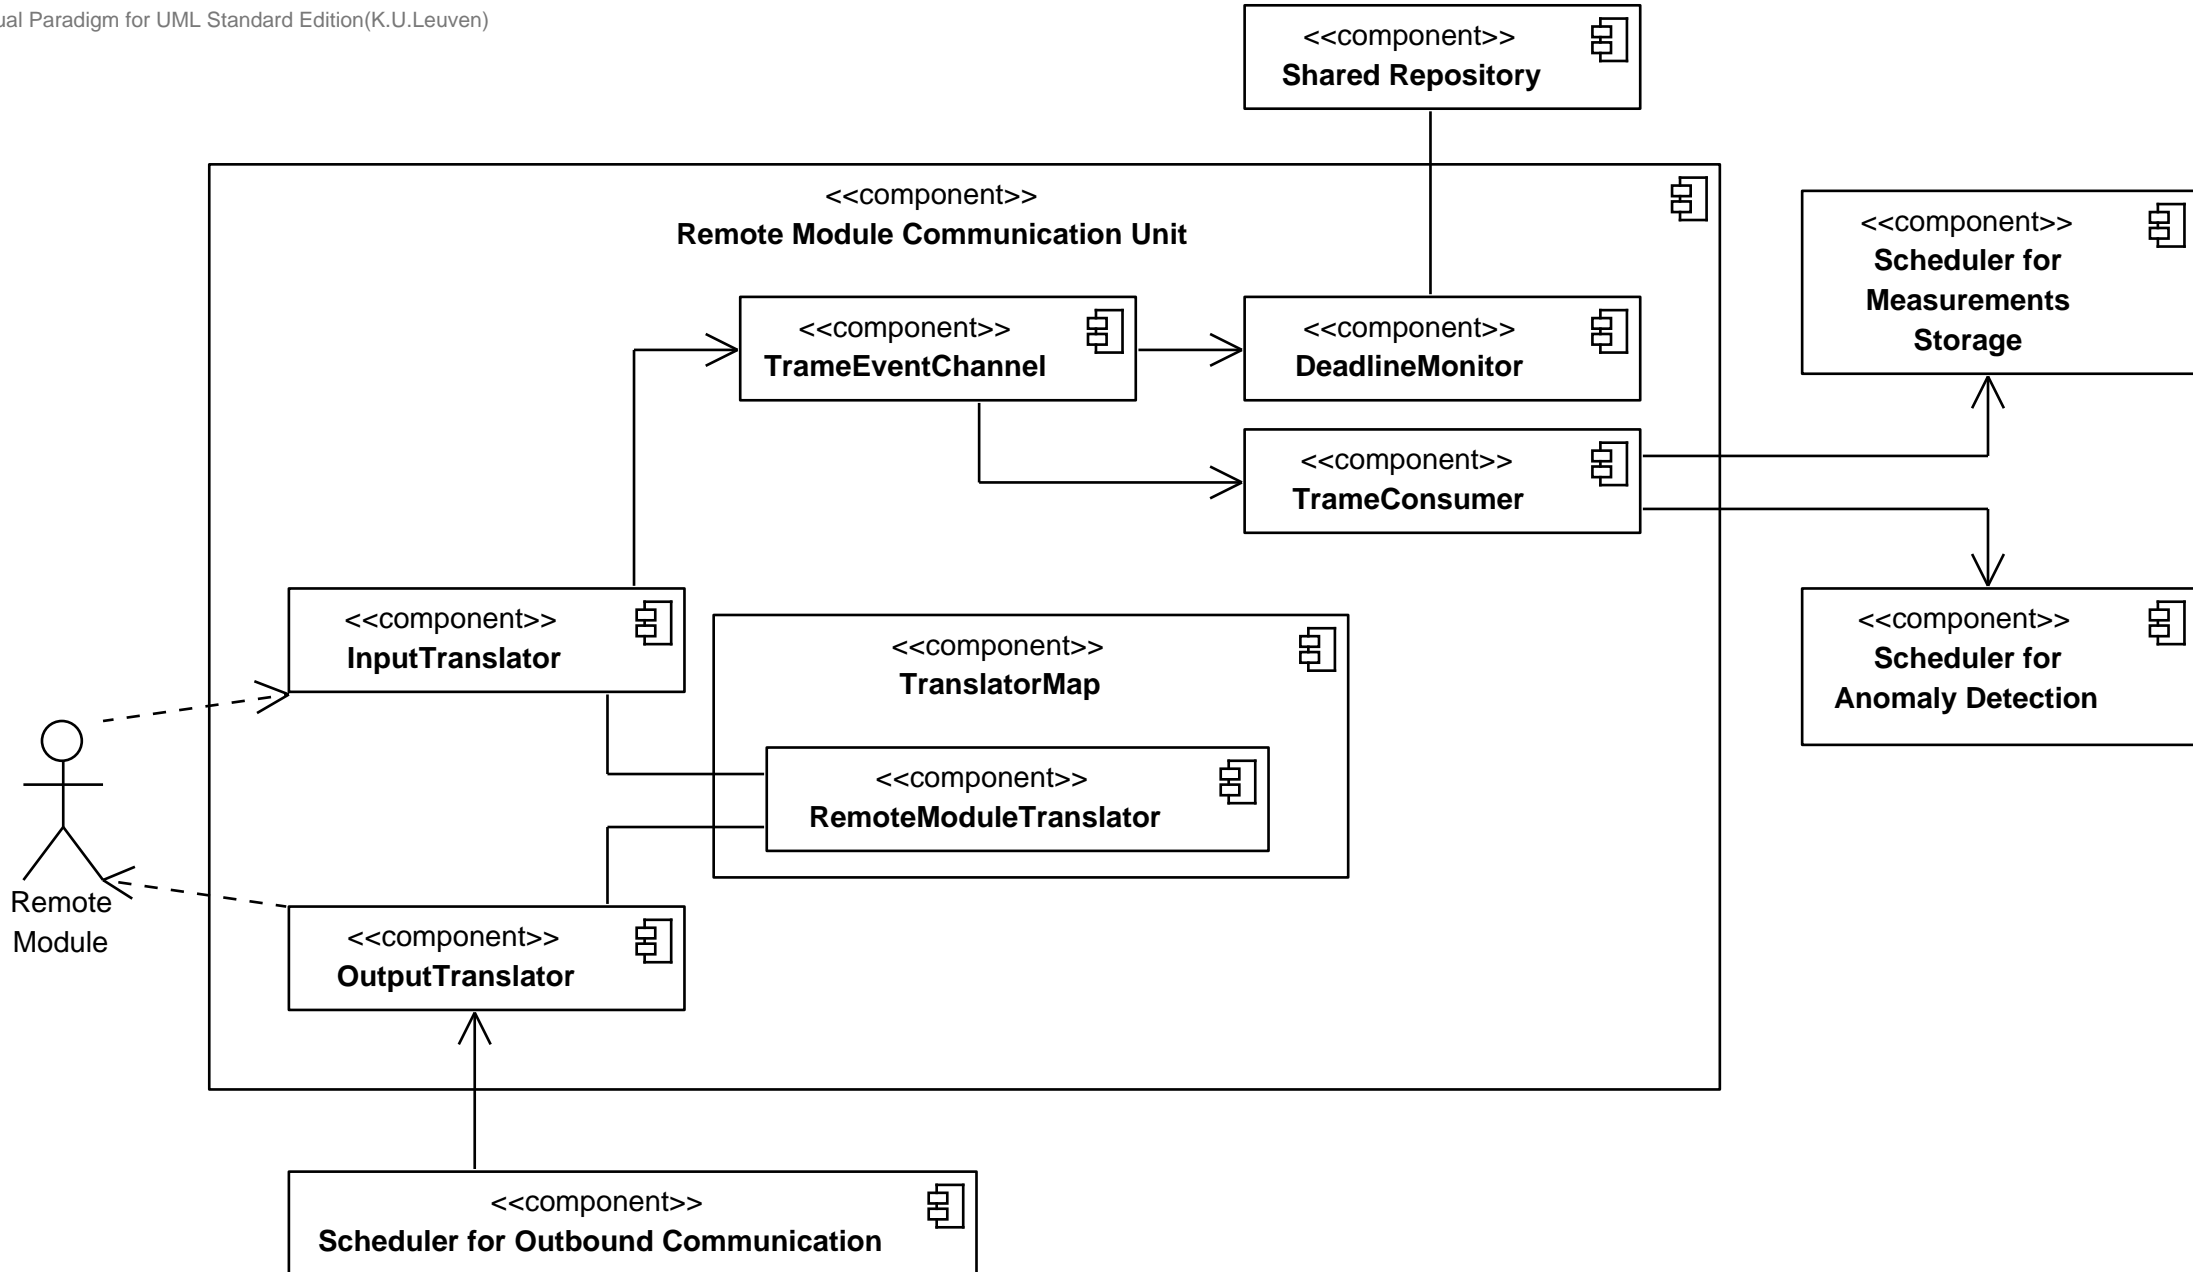 ual Paradigm for UML Standard Edition(K.U.Leuven)
<<component>>
Shared Repository
<<component>>
Remote Module Communication Unit
<<component>>
Scheduler for
Measurements
Storage
<<component>>
TrameEventChannel
<<component>>
DeadlineMonitor
<<component>>
TrameConsumer
<<component>>
InputTranslator
<<component>>
TranslatorMap
<<component>>
Scheduler for
Anomaly Detection
<<component>>
RemoteModuleTranslator
Remote
Module
<<component>>
OutputTranslator
<<component>>
Scheduler for Outbound Communication